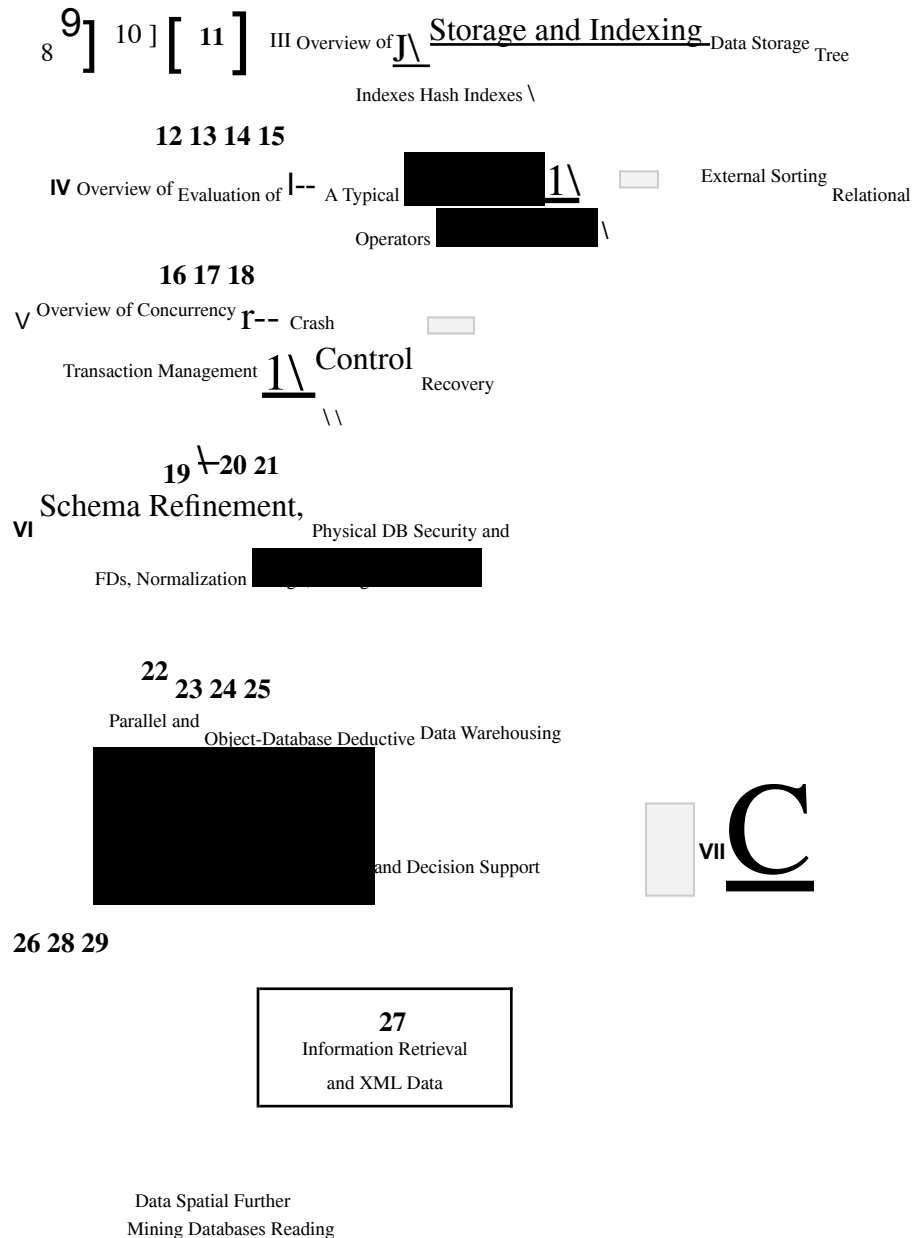 8 9] 10 ] [ 11 ] III Overview of J\ Storage and Indexing Data Storage Tree
Indexes Hash Indexes \
12 13 14 15
IV Overview of Evaluation of l-- A Typical 1\ External Sorting Relational
Operators \
16 17 18
V Overview of Concurrency r-- Crash
Transaction Management 1\ Control Recovery
\ \
19 \- 20 21
VI Schema Refinement, Physical DB Security and
FDs, Normalization
22 23 24 25
Parallel and Object-Database Deductive Data Warehousing
and Decision Support VII C
26 28 29
27
Information Retrieval
and XML Data
Data Spatial Further
Mining Databases Reading